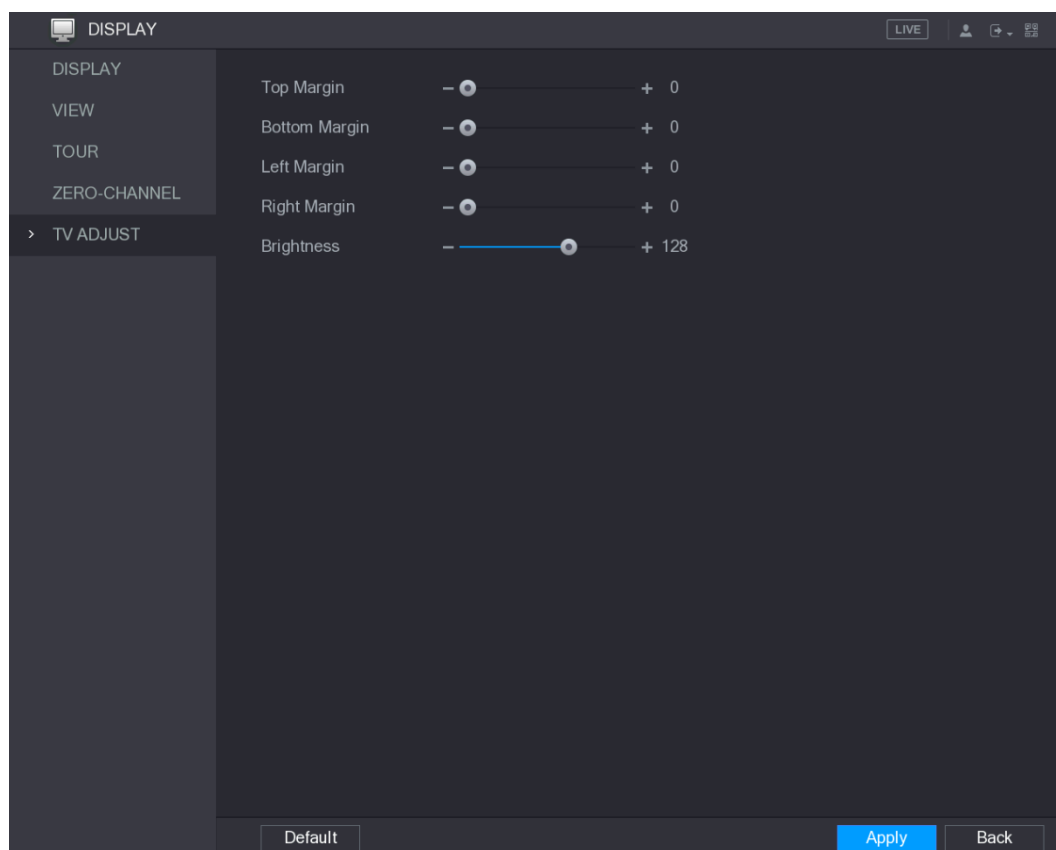 DISPLAY
LIVE
DISPLAY
VIEW
TOUR
ZERO-CHANNEL
TV ADJUST
Top Margin 0
Bottom Margin 0
Left Margin 0
Right Margin 0
Brightness 128
Default
Apply
Back